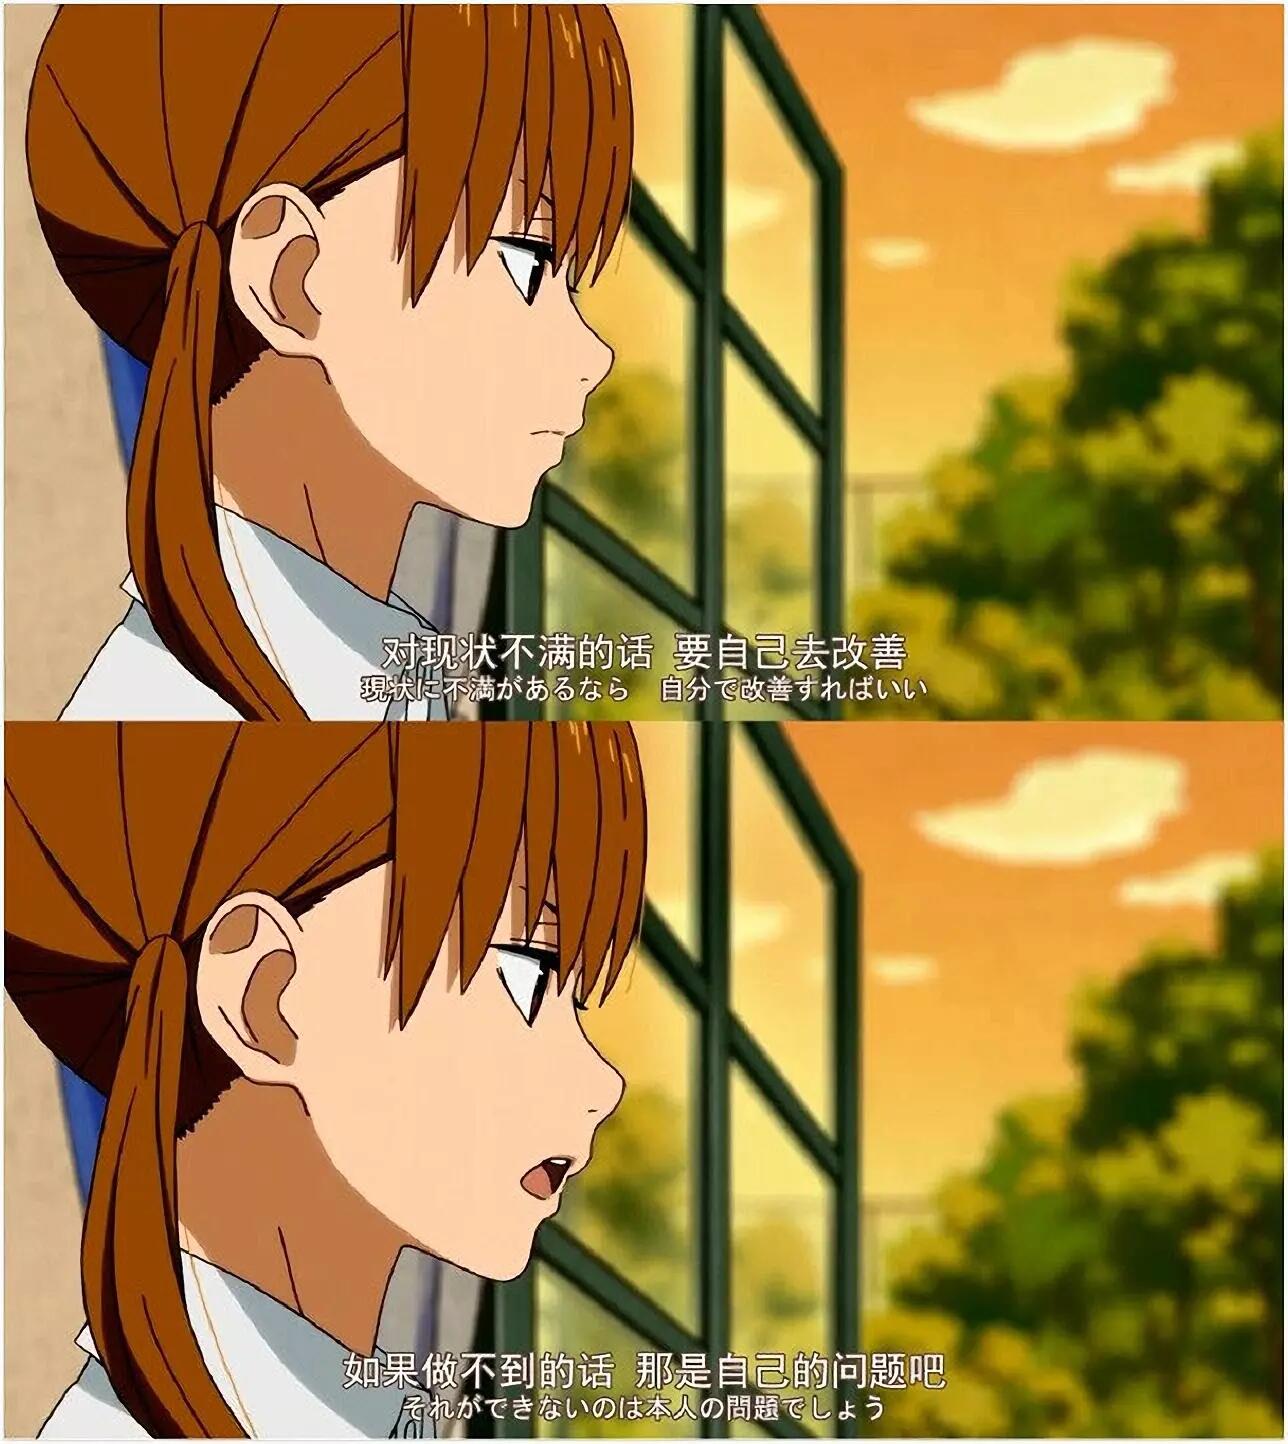 对现状不满的话 要自己去改善
現状に不満があるなら 自分で改善すればいい
如果做不到的话 那是自己的问题吧
それができないのは本人の問題でしょう